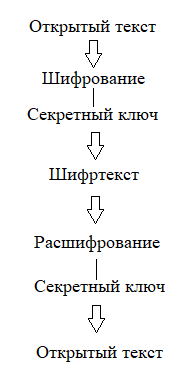 Открытый текст
Шифрование
Секретный ключ
Шифртекст
Расшифрование
Секретный ключ
Открытый текст